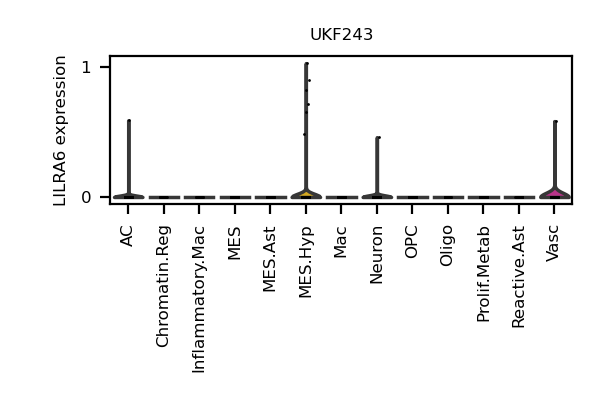 UKF243
LILRA6 expression
1
0
AC
Chromatin.Reg
Inflammatory.Mac
MES
MES.Ast
MES.Hyp
Mac
Neuron
OPC
Oligo
Prolif.Metab
Reactive.Ast
Vasc